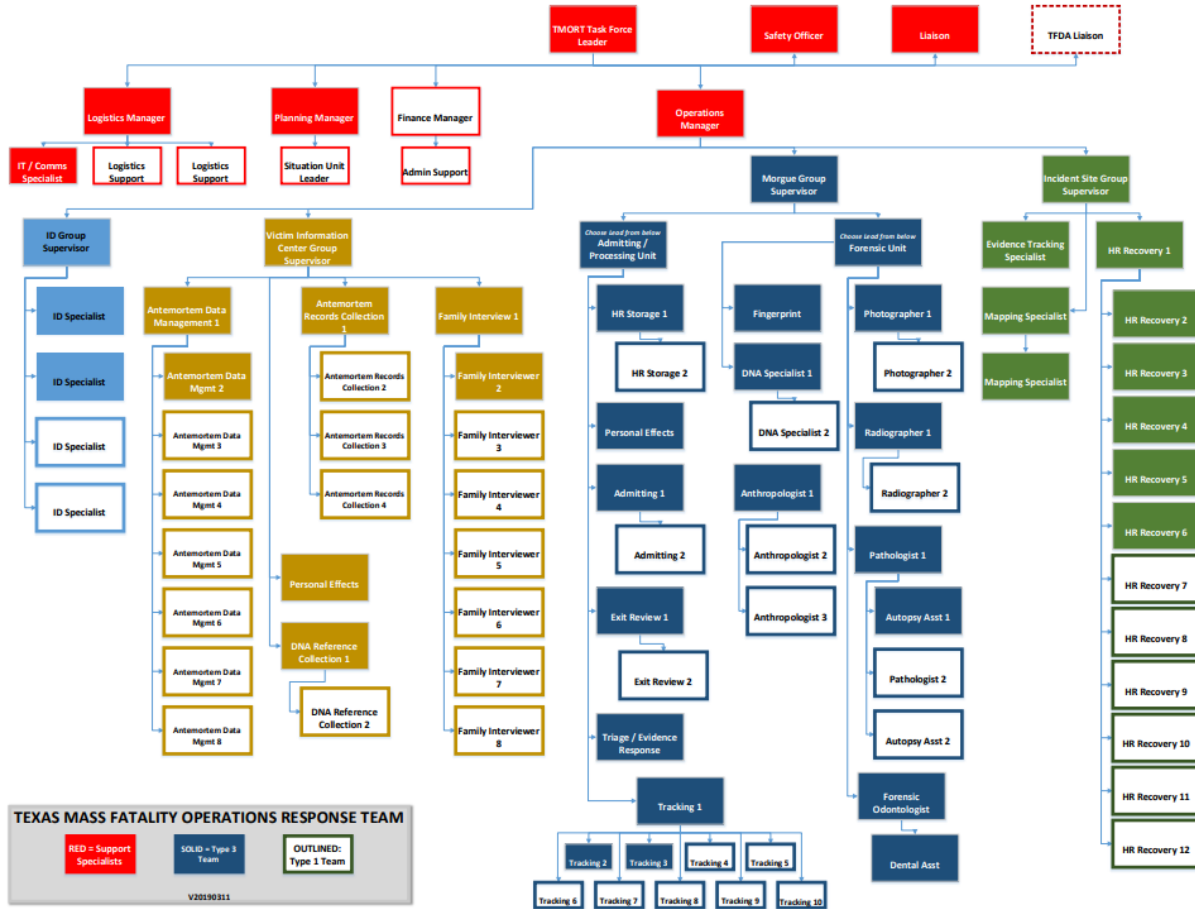 TMORT Task Force
Leader
Safety Officer
Liaison
TFDA Liaison
Logistics Manager
Planning Manager
Finance Manager
Operations
Manager
IT / Comms
Specialist
Logistics
Support
Logistics
Support
Situation Unit
Leader
Admin Support
Morgue Group
Supervisor
Incident Site Group
Supervisor
ID Group
Supervisor
Victim Information
Center Group
Supervisor
Choose Lead from below
Admitting /
Processing Unit
Choose Lead from below
Forensic Unit
Evidence Tracking
Specialist
HR Recovery 1
ID Specialist
ID Specialist
ID Specialist
ID Specialist
Antemortem Data
Management 1
Antemortem Data
Mgmt 2
Antemortem Data
Mgmt 3
Antemortem Data
Mgmt 4
Antemortem Data
Mgmt 5
Antemortem Data
Mgmt 6
Antemortem Data
Mgmt 7
Antemortem Data
Mgmt 8
Antemortem
Records Collection
1
Antemortem Records
Collection 2
Antemortem Records
Collection 3
Antemortem Records
Collection 4
Personal Effects
DNA Reference
Collection 1
DNA Reference
Collection 2
Family Interview 1
Family Interviewer
2
Family Interviewer
3
Family Interviewer
4
Family Interviewer
5
Family Interviewer
6
Family Interviewer
7
Family Interviewer
8
HR Storage 1
HR Storage 2
Personal Effects
Admitting 1
Admitting 2
Exit Review 1
Exit Review 2
Triage / Evidence
Response
Tracking 1
Tracking 2
Tracking 3
Tracking 4
Tracking 5
Tracking 6
Tracking 7
Tracking 8
Tracking 9
Tracking 10
Fingerprint
DNA Specialist 1
DNA Specialist 2
Anthropologist 1
Anthropologist 2
Anthropologist 3
Photographer 1
Photographer 2
Radiographer 1
Radiographer 2
Pathologist 1
Autopsy Asst 1
Pathologist 2
Autopsy Asst 2
Forensic
Odontologist
Dental Asst
Mapping Specialist
Mapping Specialist
HR Recovery 2
HR Recovery 3
HR Recovery 4
HR Recovery 5
HR Recovery 6
HR Recovery 7
HR Recovery 8
HR Recovery 9
HR Recovery 10
HR Recovery 11
HR Recovery 12
TEXAS MASS FATALITY OPERATIONS RESPONSE TEAM
RED = Support
Specialists
SOLID = Type 3
Team
OUTLINED:
Type 1 Team
V20190311